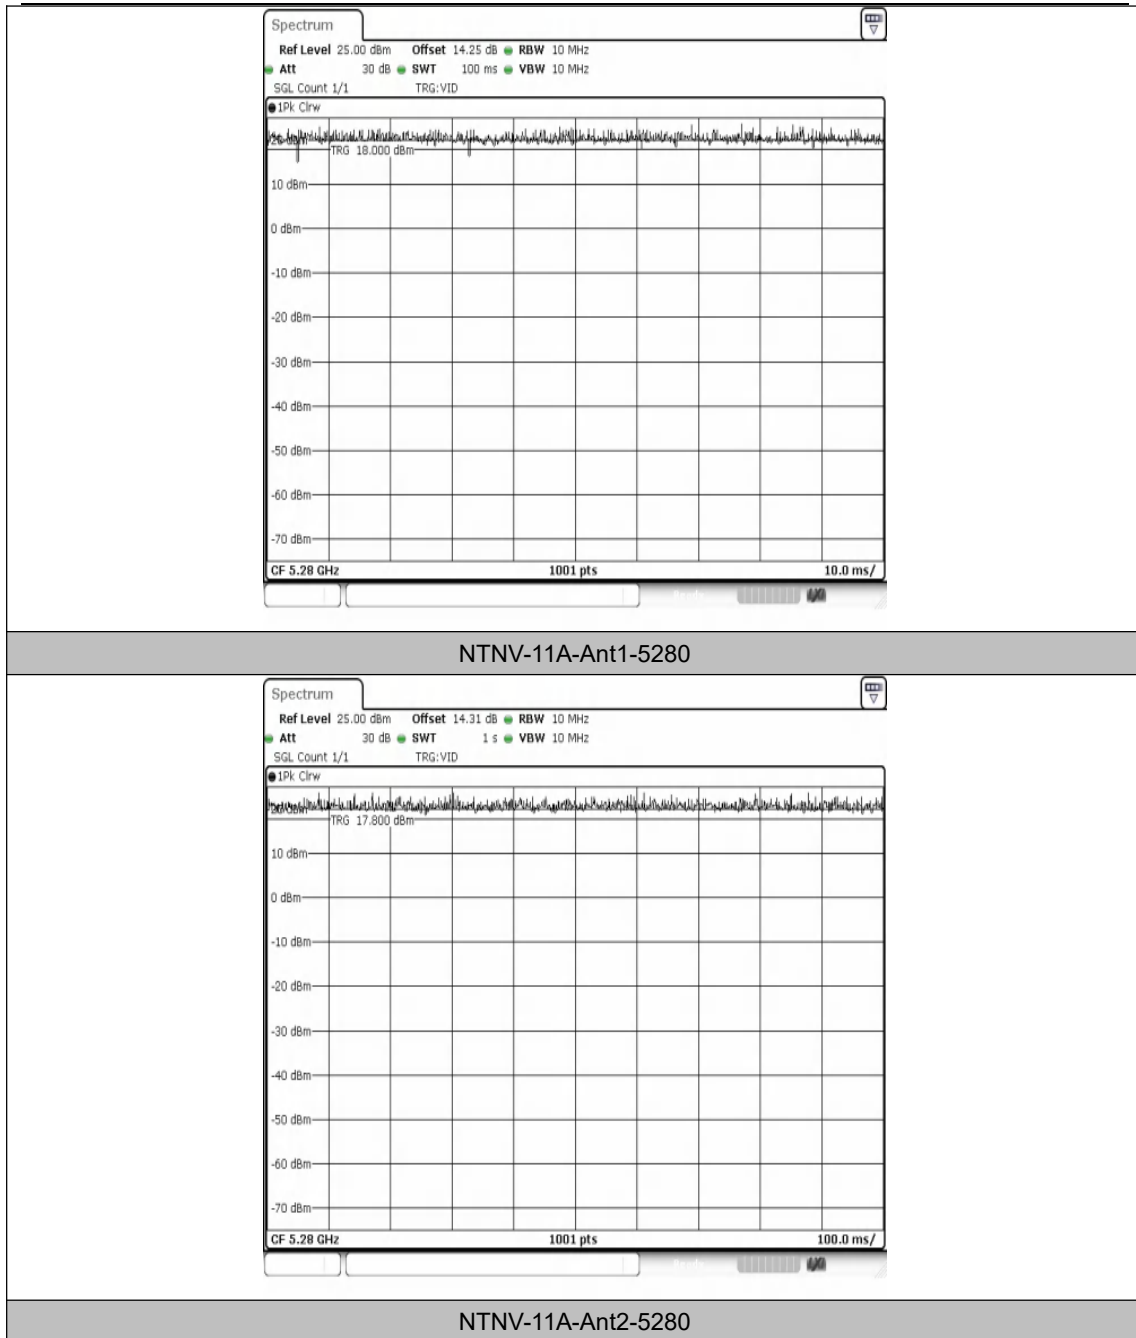 Spectrum
Ref Level 25.00 dBm Offset 14.25 dB RBW 10 MHz
Att 30 dB SWT 100 ms VBW 10 MHz
SGL Count 1/1 TRG:VID
1Pk Clrw
20 dBm
TRG 18.000 dBm
10 dBm
0 dBm
-10 dBm
-20 dBm
-30 dBm
-40 dBm
-50 dBm
-60 dBm
-70 dBm
CF 5.28 GHz 1001 pts 10.0 ms/
NTNV-11A-Ant1-5280
Spectrum
Ref Level 25.00 dBm Offset 14.31 dB RBW 10 MHz
Att 30 dB SWT 1 s VBW 10 MHz
SGL Count 1/1 TRG:VID
1Pk Clrw
20 dBm
TRG 17.800 dBm
10 dBm
0 dBm
-10 dBm
-20 dBm
-30 dBm
-40 dBm
-50 dBm
-60 dBm
-70 dBm
CF 5.28 GHz 1001 pts 100.0 ms/
NTNV-11A-Ant2-5280